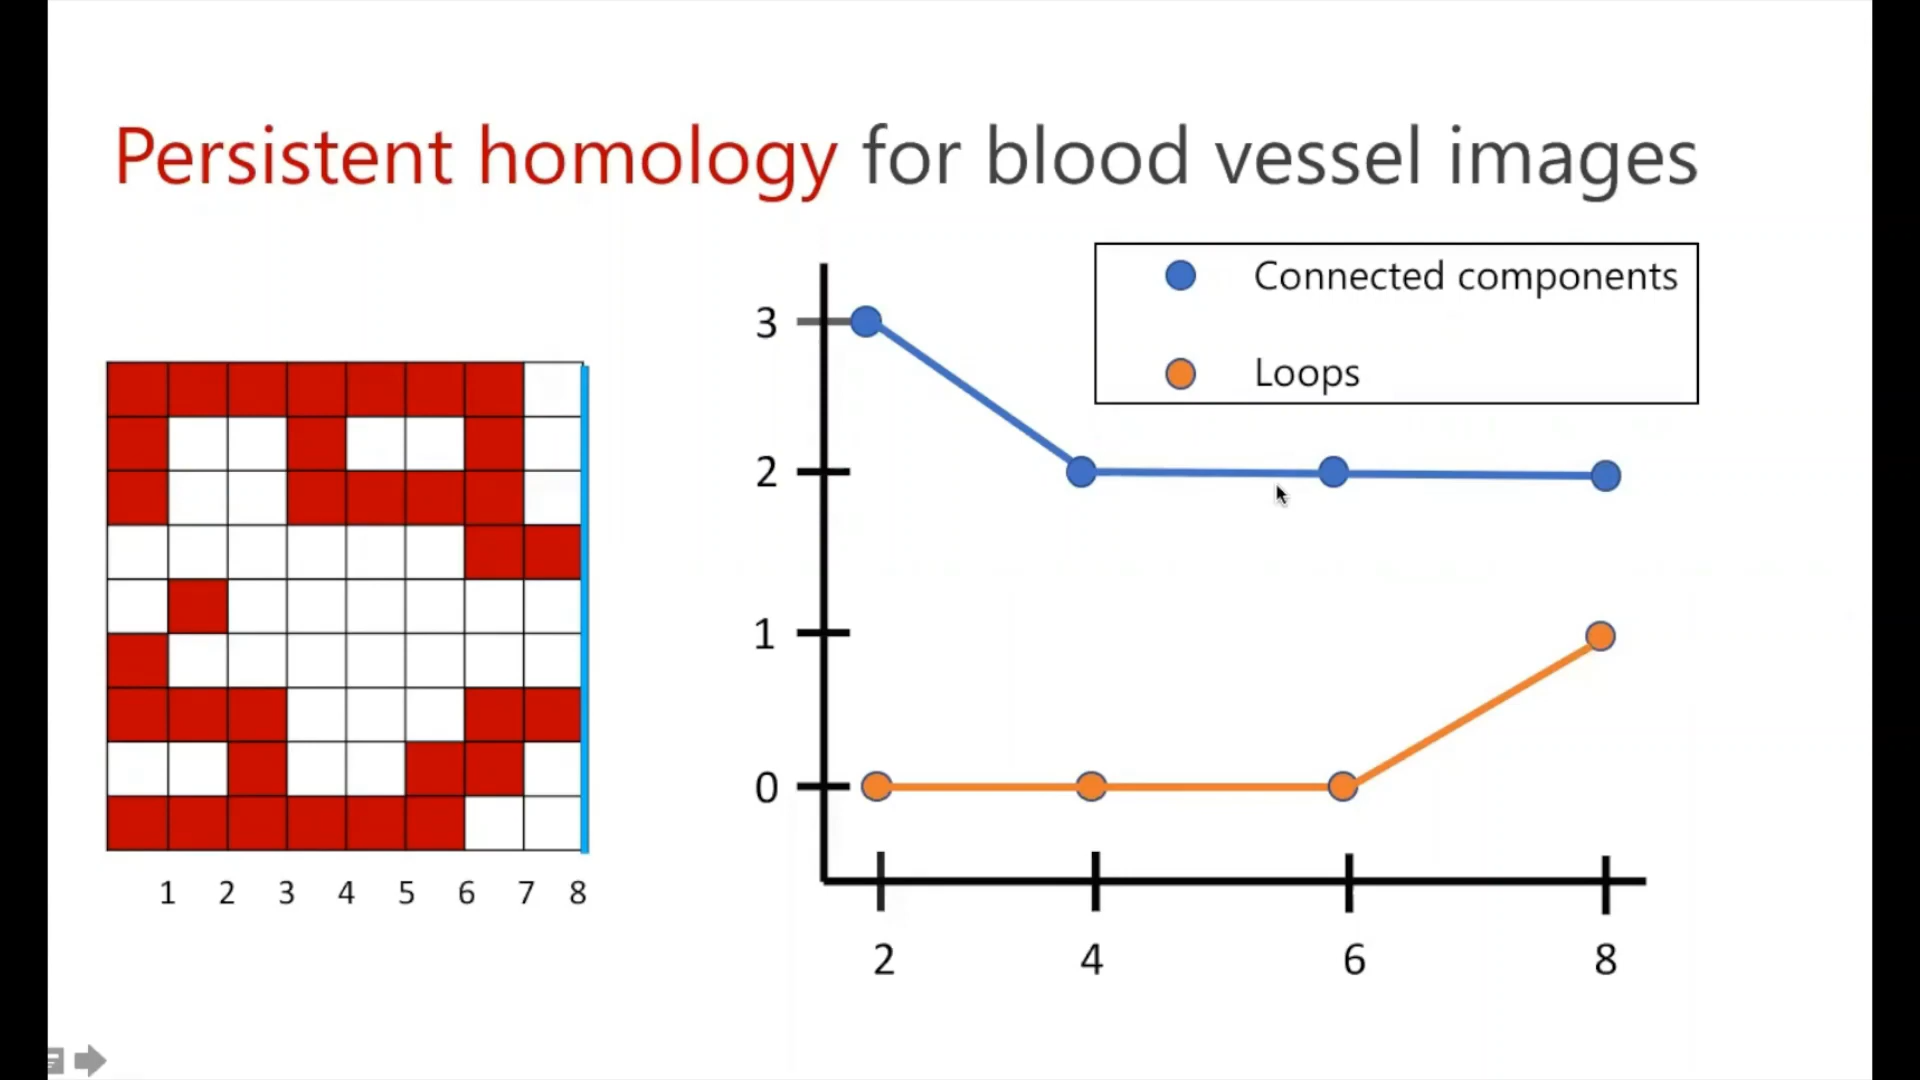 Persistent homology for blood vessel images
Connected components
Loops
3
2
1
0
2 4 6 8
1 2 3 4 5 6 7 8